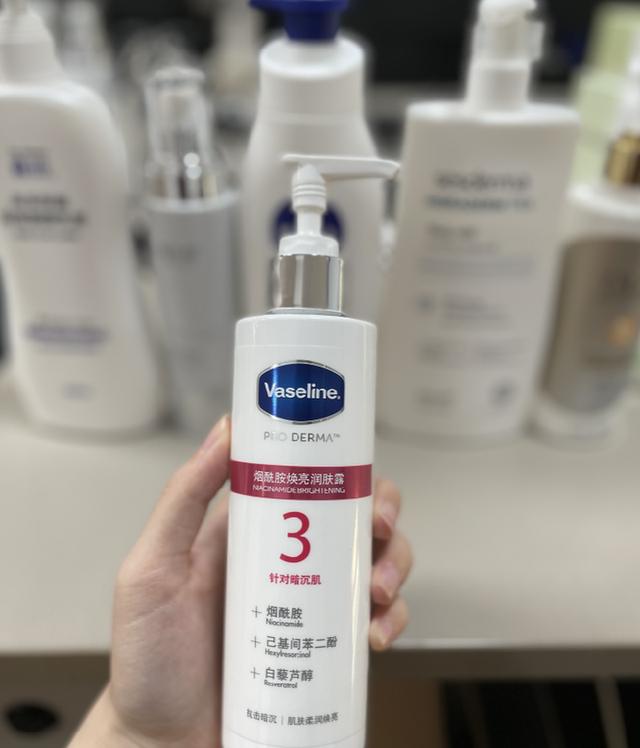 Vaseline.
PRO DERMA™
烟酰胺焕亮润肤露
NIACINAMIDE BRIGHTENING
3
针对暗沉肌
+ 烟酰胺
Niacinamide
+ 己基间苯二酚
Hexylresorcinol
+ 白藜芦醇
Resveratrol
抗击暗沉 | 肌肤柔润焕亮